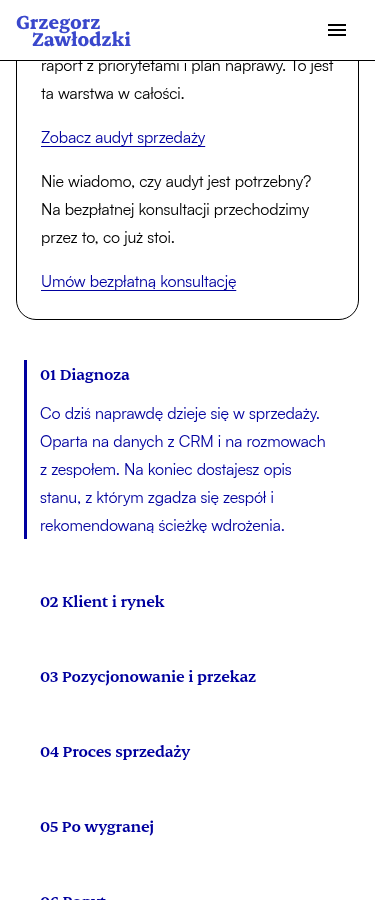 Grzegorz
Zawłodzki
raport z priorytetami i plan naprawy. To jest
ta warstwa w całości.
Zobacz audyt sprzedaży
Nie wiadomo, czy audyt jest potrzebny?
Na bezpłatnej konsultacji przechodzimy
przez to, co już stoi.
Umów bezpłatną konsultację
01 Diagnoza
Co dziś naprawdę dzieje się w sprzedaży.
Oparta na danych z CRM i na rozmowach
z zespołem. Na koniec dostajesz opis
stanu, z którym zgadza się zespół i
rekomendowaną ścieżkę wdrożenia.
02 Klient i rynek
03 Pozycjonowanie i przekaz
04 Proces sprzedaży
05 Po wygranej